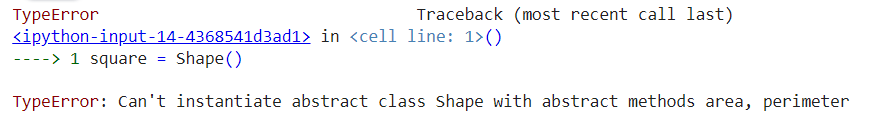 TypeError Traceback (most recent call last)
<ipython-input-14-4368541d3ad1> in <cell line: 1>()
----> 1 square = Shape()
TypeError: Can't instantiate abstract class Shape with abstract methods area, perimeter